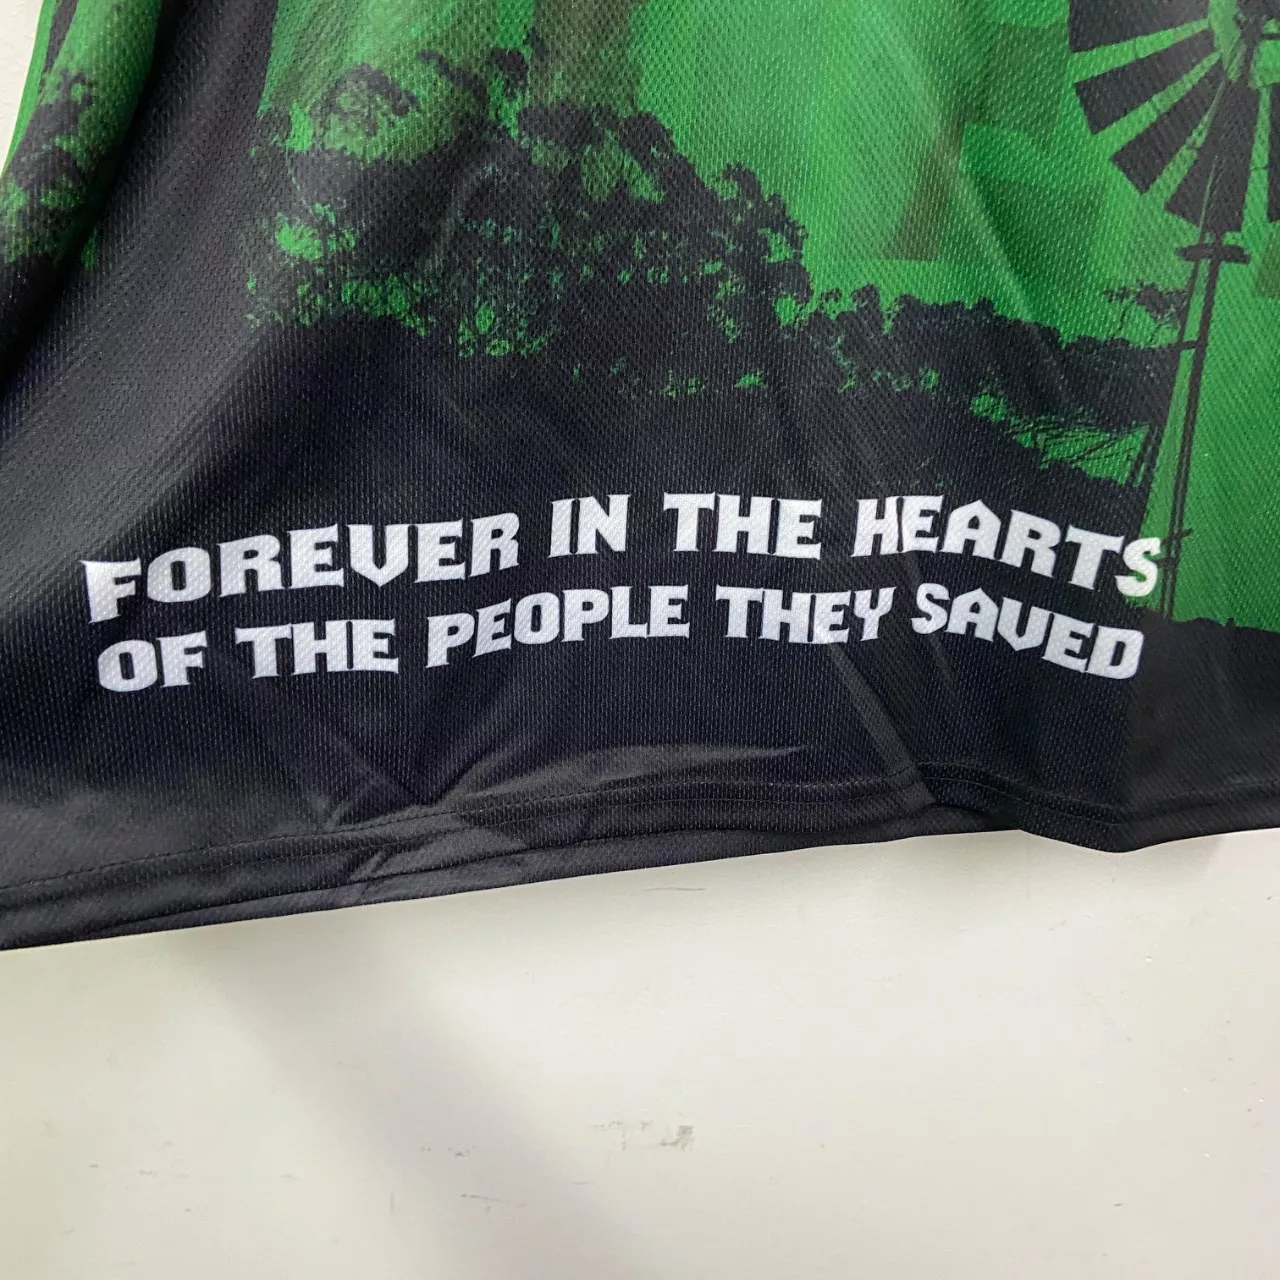 FOREVER IN THE HEARTS
OF THE PEOPLE THEY SAVED